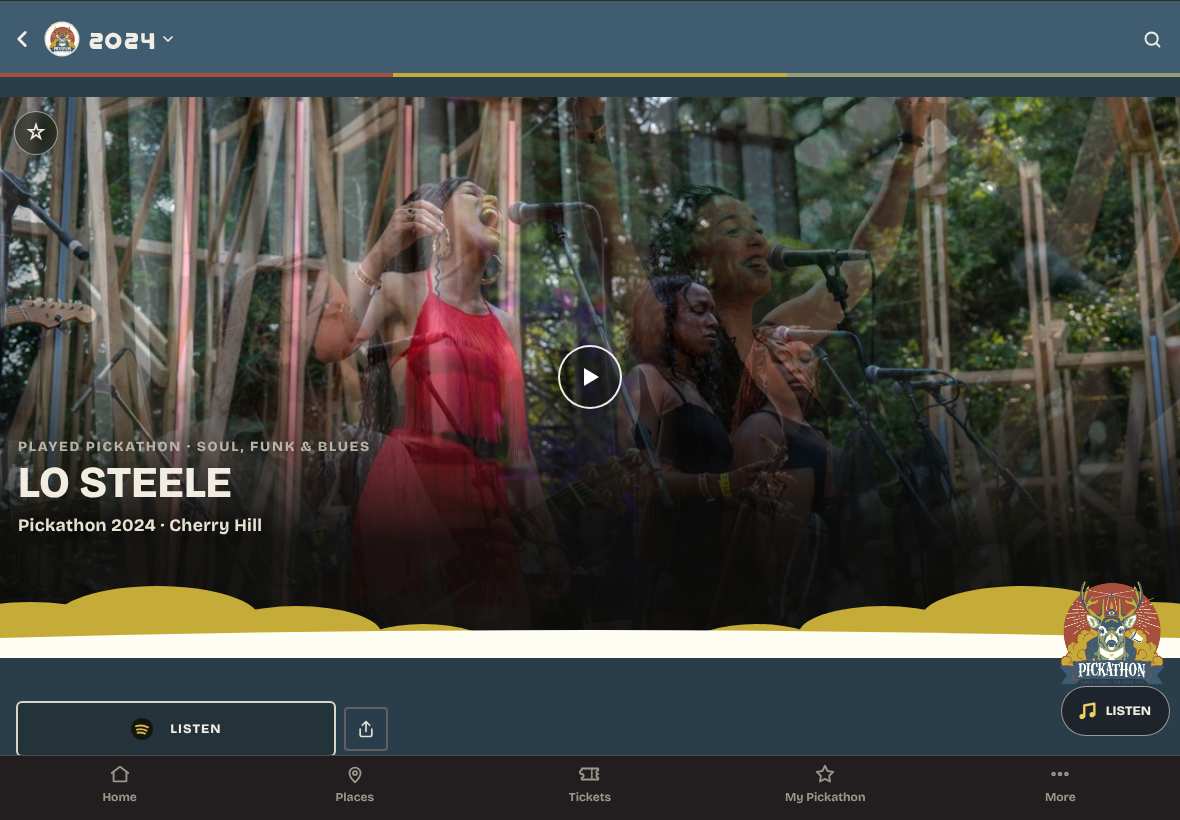 2024
PLAYED PICKATHON · SOUL, FUNK & BLUES
LO STEELE
Pickathon 2024 · Cherry Hill
PICKATHON
LISTEN
LISTEN
Home
Places
Tickets
My Pickathon
More